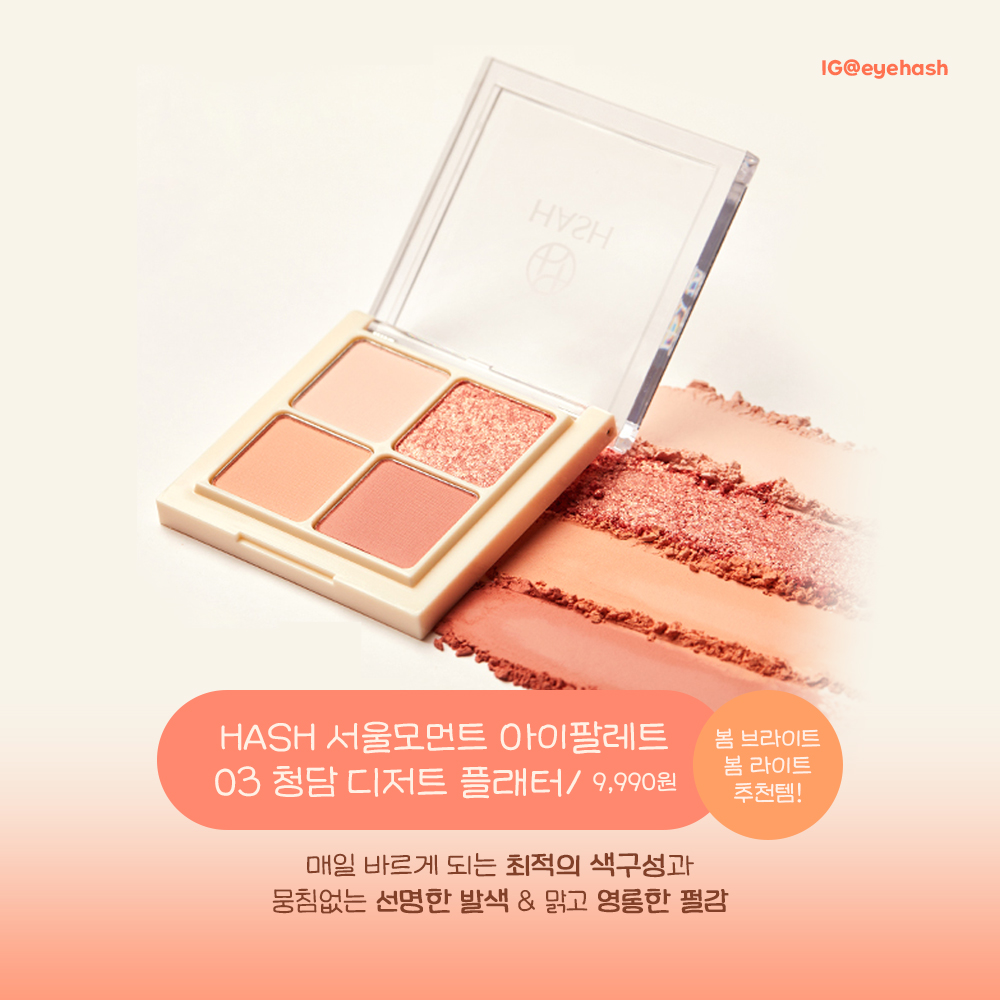 IG@eyehash
HASH
HASH 서울모먼트 아이팔레트
03 청담 디저트 플래터/ 9,990원
봄 브라이트
봄 라이트
추천템!
매일 바르게 되는 최적의 색구성과
뭉침없는 선명한 발색 & 맑고 영롱한 펄감